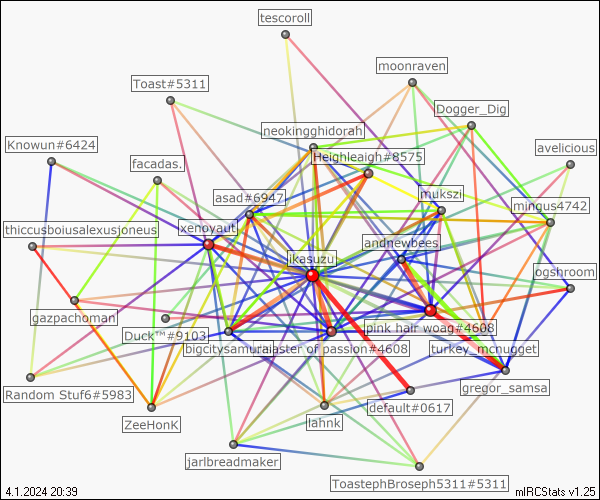 tescoroll
moonraven
Toast#5311
Dogger_Dig
neokingghidorah
Knowun#6424
avelicious
Heighleaigh#8575
facadas.
asad#6947
mukszi
mingus4742
thiccusboiusalexusjoneus
xenoyaut
andnewbees
ikasuzu
ogshroom
gazpachoman
pink hair woag#4608
Duck™#9103
bigcitysamuraijaster of passion#4608
turkey_mcnugget
gregor_samsa
Random Stuf6#5983
default#0617
ZeeHonK
lahnk
jarlbreadmaker
ToastephBroseph5311#5311
4.1.2024 20:39
mIRCStats v1.25